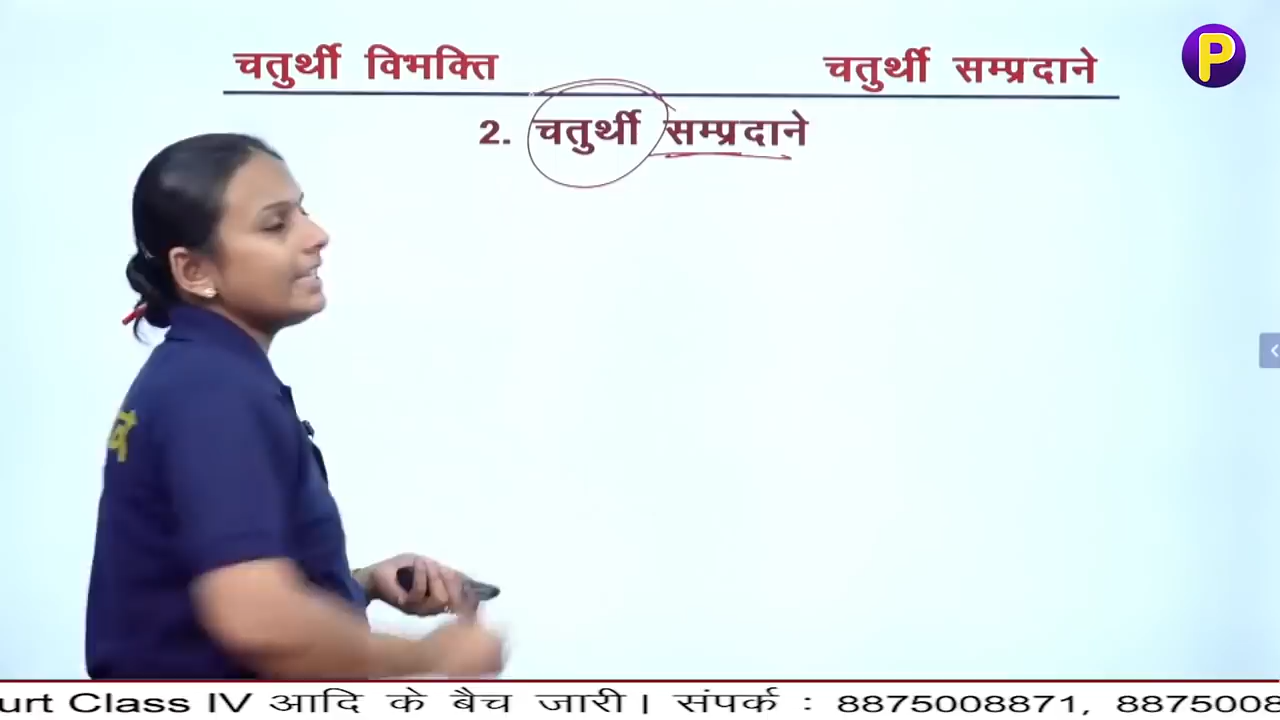 चतुर्थी विभक्ति चतुर्थी सम्प्रदाने
P
2. चतुर्थी सम्प्रदाने
urt Class IV आदि के बैच जारी। संपर्क : 8875008871, 8875008